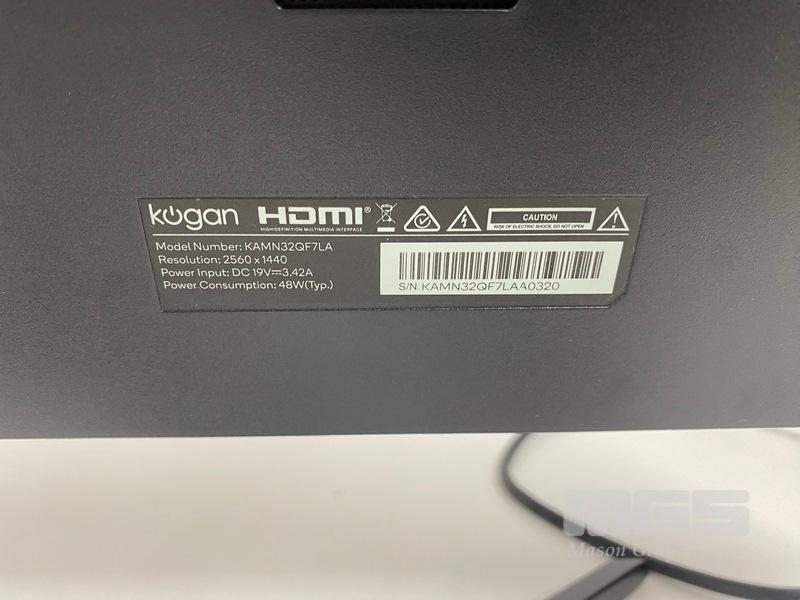 kogan HDMI®
HIGH-DEFINITION MULTIMEDIA INTERFACE
CAUTION
RISK OF ELECTRIC SHOCK, DO NOT OPEN
Model Number: KAMN32QF7LA
Resolution: 2560 x 1440
Power Input: DC 19V⎓3.42A
Power Consumption: 48W(Typ.)
S/N:KAMN32QF7LAA0320
MGS
Mason